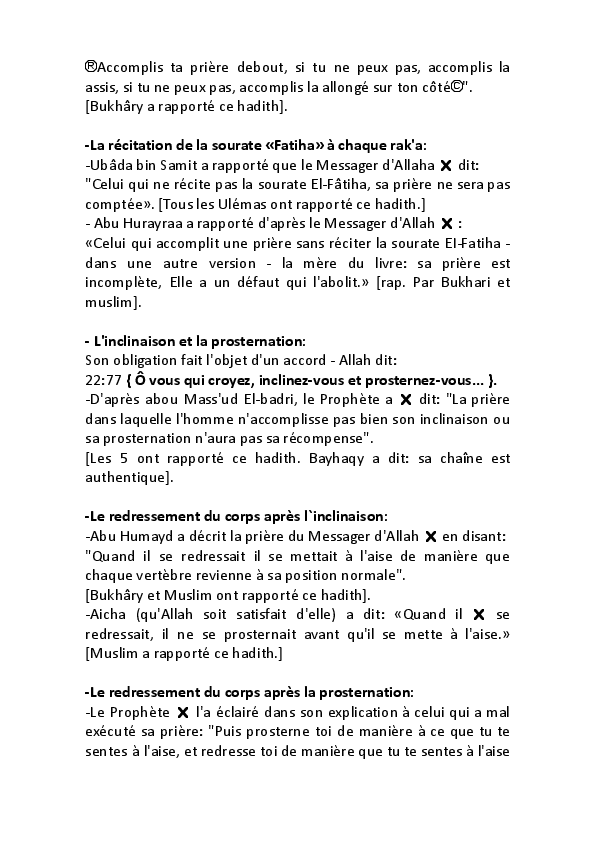 ®Accomplis ta prière debout, si tu ne peux pas, accomplis la
assis, si tu ne peux pas, accomplis la allongé sur ton côté©".
[Bukhâry a rapporté ce hadith].
-La récitation de la sourate «Fatiha» à chaque rak'a:
-Ubâda bin Samit a rapporté que le Messager d'Allaha ✖ dit:
"Celui qui ne récite pas la sourate El-Fâtiha, sa prière ne sera pas
comptée». [Tous les Ulémas ont rapporté ce hadith.]
- Abu Hurayraa a rapporté d'après le Messager d'Allah ✖ :
«Celui qui accomplit une prière sans réciter la sourate El-Fatiha -
dans une autre version - la mère du livre: sa prière est
incomplète, Elle a un défaut qui l'abolit.» [rap. Par Bukhari et
muslim].
- L'inclinaison et la prosternation:
Son obligation fait l'objet d'un accord - Allah dit:
22:77 { Ô vous qui croyez, inclinez-vous et prosternez-vous... }.
-D'après abou Mass'ud El-badri, le Prophète a ✖ dit: "La prière
dans laquelle l'homme n'accomplisse pas bien son inclinaison ou
sa prosternation n'aura pas sa récompense".
[Les 5 ont rapporté ce hadith. Bayhaqy a dit: sa chaîne est
authentique].
-Le redressement du corps après l`inclinaison:
-Abu Humayd a décrit la prière du Messager d'Allah ✖ en disant:
"Quand il se redressait il se mettait à l'aise de manière que
chaque vertèbre revienne à sa position normale".
[Bukhâry et Muslim ont rapporté ce hadith].
-Aicha (qu'Allah soit satisfait d'elle) a dit: «Quand il ✖ se
redressait, il ne se prosternait avant qu'il se mette à l'aise.»
[Muslim a rapporté ce hadith.]
-Le redressement du corps après la prosternation:
-Le Prophète ✖ l'a éclairé dans son explication à celui qui a mal
exécuté sa prière: "Puis prosterne toi de manière à ce que tu te
sentes à l'aise, et redresse toi de manière que tu te sentes à l'aise